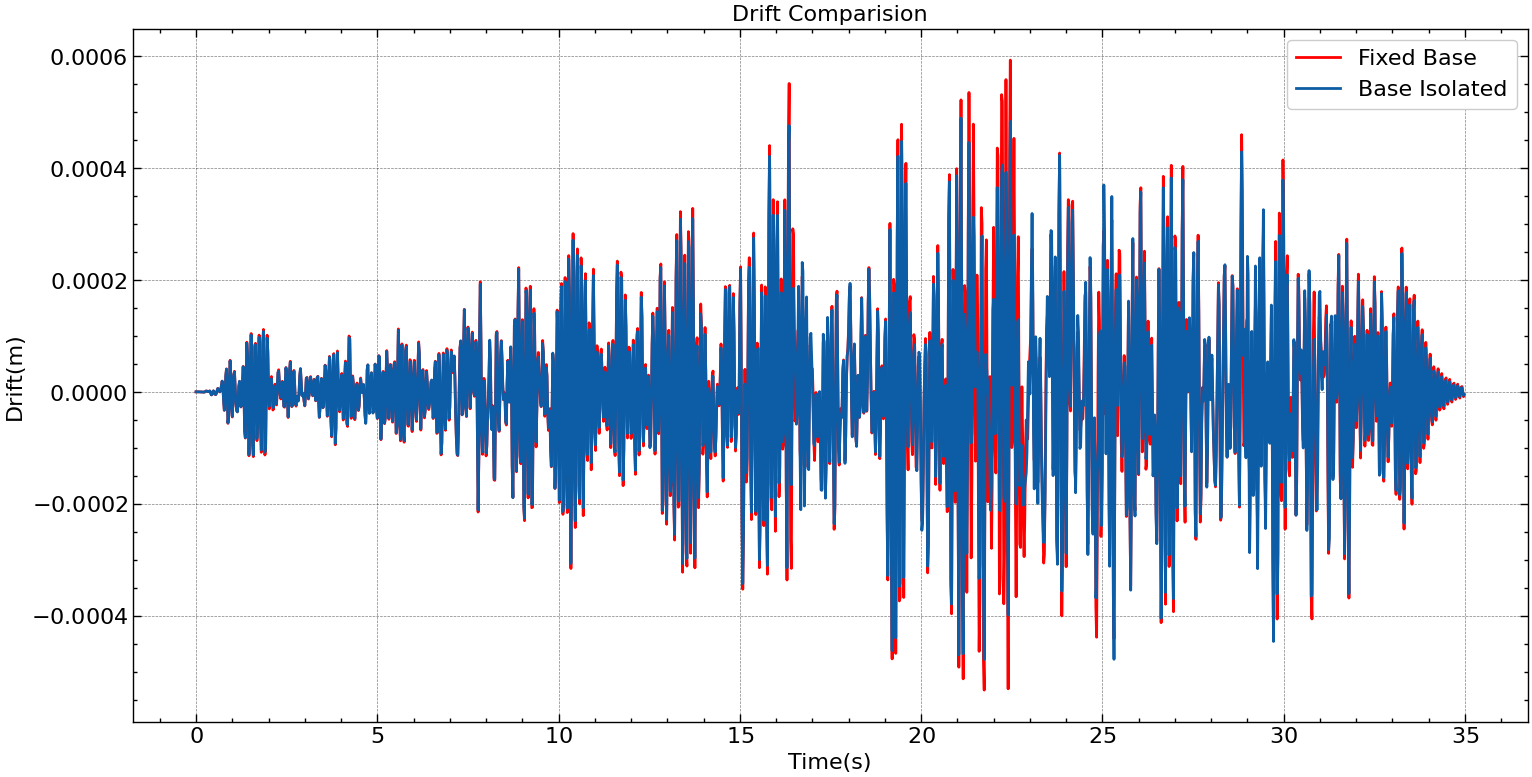 Drift Comparision
Fixed Base
Base Isolated
Drift(m)
0.0006
0.0004
0.0002
0.0000
−0.0002
−0.0004
0 5 10 15 20 25 30 35
Time(s)